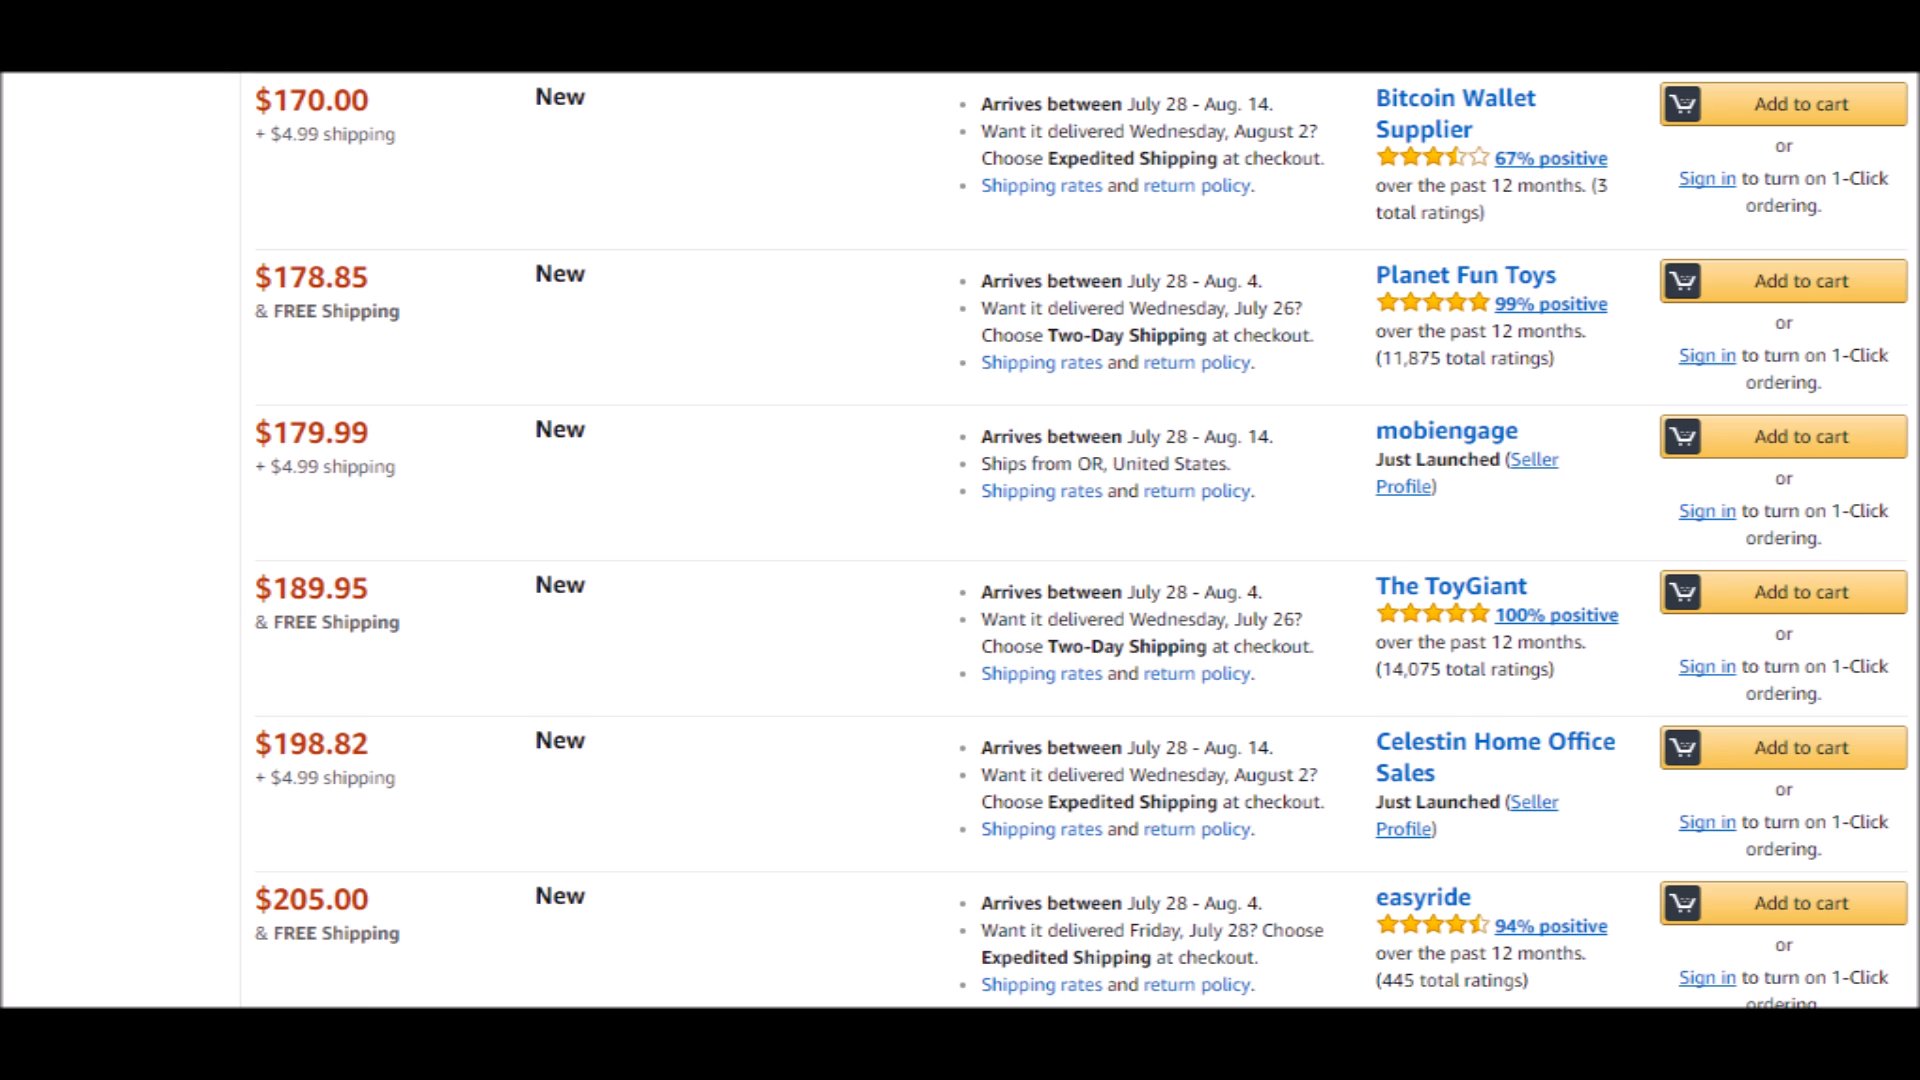 $170.00
+ $4.99 shipping
New
Arrives between July 28 - Aug. 14.
Want it delivered Wednesday, August 2?
Choose Expedited Shipping at checkout.
Shipping rates and return policy.
Bitcoin Wallet
Supplier
67% positive
over the past 12 months. (3
total ratings)
Add to cart
or
Sign in to turn on 1-Click
ordering.
$178.85
& FREE Shipping
New
Arrives between July 28 - Aug. 4.
Want it delivered Wednesday, July 26?
Choose Two-Day Shipping at checkout.
Shipping rates and return policy.
Planet Fun Toys
99% positive
over the past 12 months.
(11,875 total ratings)
Add to cart
or
Sign in to turn on 1-Click
ordering.
$179.99
+ $4.99 shipping
New
Arrives between July 28 - Aug. 14.
Ships from OR, United States.
Shipping rates and return policy.
mobiengage
Just Launched (Seller
Profile)
Add to cart
or
Sign in to turn on 1-Click
ordering.
$189.95
& FREE Shipping
New
Arrives between July 28 - Aug. 4.
Want it delivered Wednesday, July 26?
Choose Two-Day Shipping at checkout.
Shipping rates and return policy.
The ToyGiant
100% positive
over the past 12 months.
(14,075 total ratings)
Add to cart
or
Sign in to turn on 1-Click
ordering.
$198.82
+ $4.99 shipping
New
Arrives between July 28 - Aug. 14.
Want it delivered Wednesday, August 2?
Choose Expedited Shipping at checkout.
Shipping rates and return policy.
Celestin Home Office
Sales
Just Launched (Seller
Profile)
Add to cart
or
Sign in to turn on 1-Click
ordering.
$205.00
& FREE Shipping
New
Arrives between July 28 - Aug. 4.
Want it delivered Friday, July 28? Choose
Expedited Shipping at checkout.
Shipping rates and return policy.
easyride
94% positive
over the past 12 months.
(445 total ratings)
Add to cart
or
Sign in to turn on 1-Click
ordering